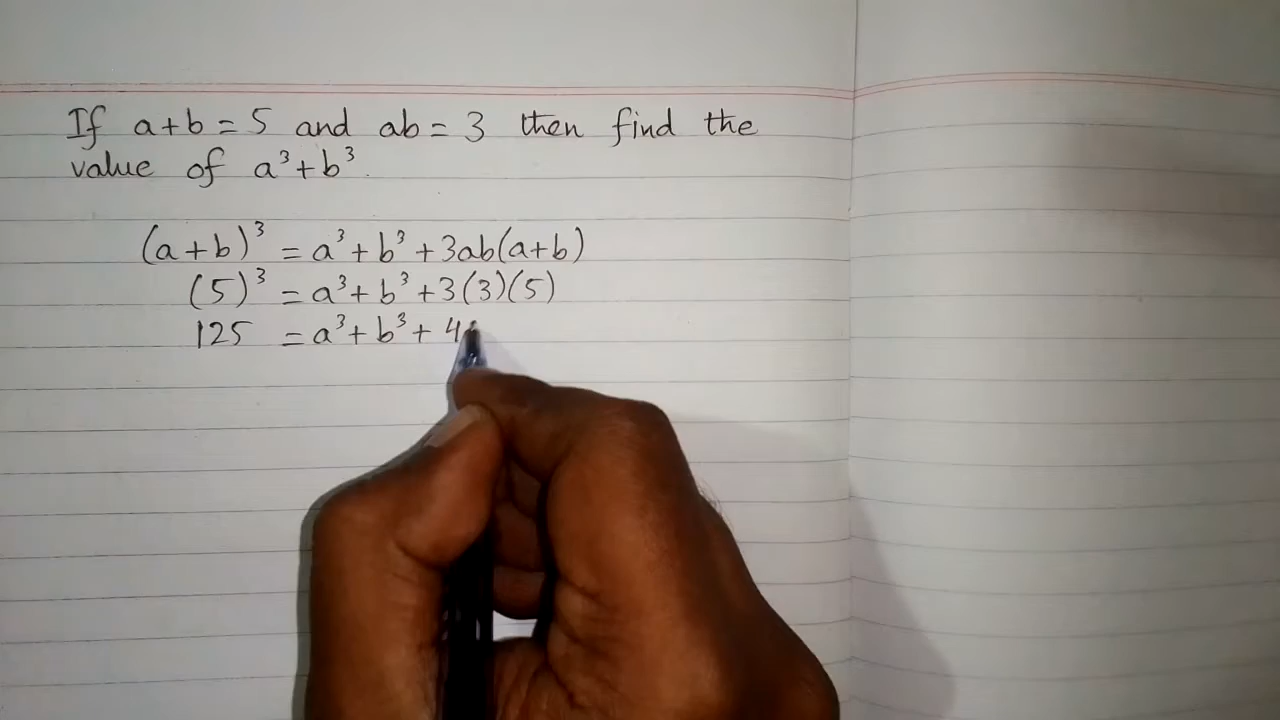 If a+b = 5 and ab = 3 then find the
value of a³+b³.
(a+b)³ = a³+b³+3ab(a+b)
(5)³ = a³+b³+3(3)(5)
125 = a³+b³+ 4